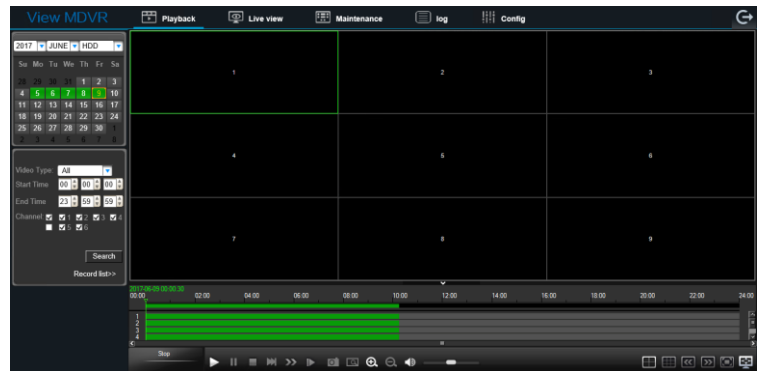 View MDVR
Playback Live view Maintenance log Config
2017 JUNE HDD
Su Mo Tu We Th Fr Sa
28 29 30 31 1 2 3
4 5 6 7 8 9 10
11 12 13 14 15 16 17
18 19 20 21 22 23 24
25 26 27 28 29 30 1
2 3 4 5 6 7 8
Video Type: All
Start Time 00 00 00
End Time 23 59 59
Channel 1 2 3 4
5 6
Search
Record list>>
1 2 3
4 5 6
7 8 9
2017-06-09 00:00:30
00:00 02:00 04:00 06:00 08:00 10:00 12:00 14:00 16:00 18:00 20:00 22:00 24:00
1
2
3
4
Stop